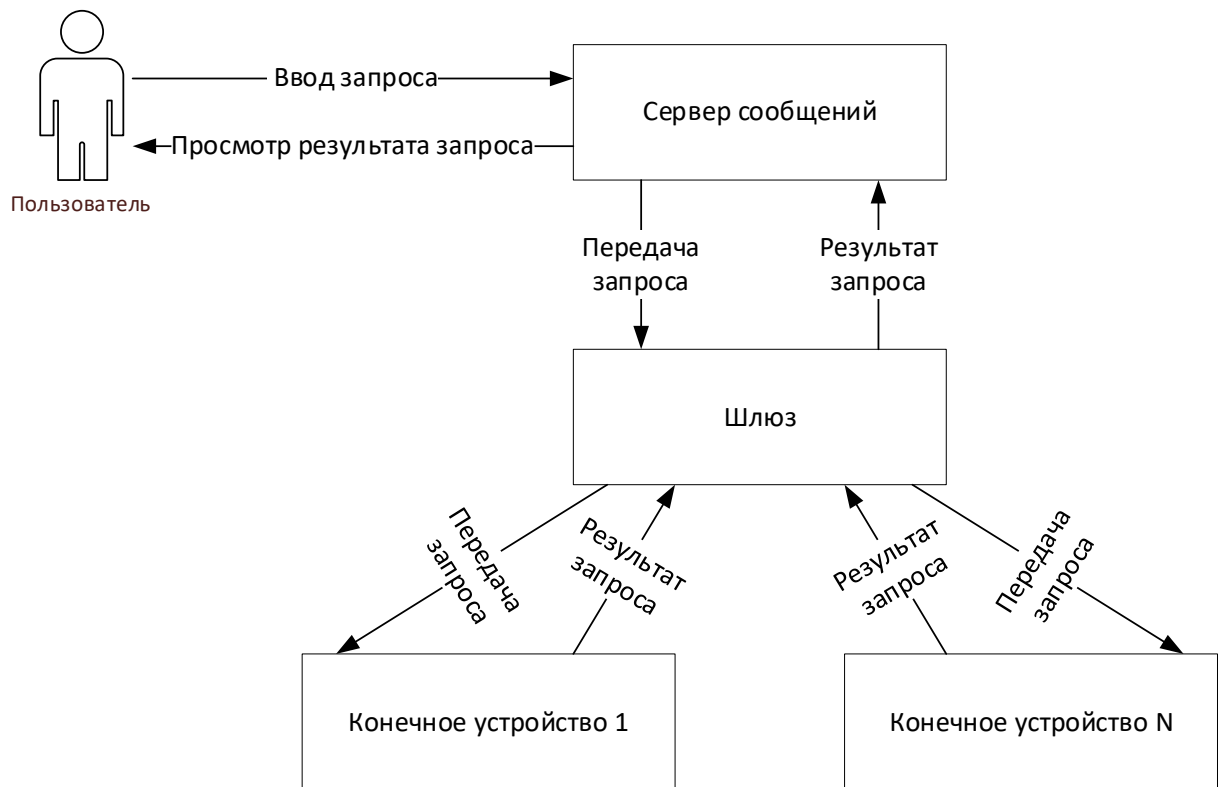 Ввод запроса
Сервер сообщений
Просмотр результата запроса
Пользователь
Передача
запроса
Результат
запроса
Шлюз
Передача
запроса
Результат
запроса
Результат
запроса
Передача
запроса
Конечное устройство 1
Конечное устройство N